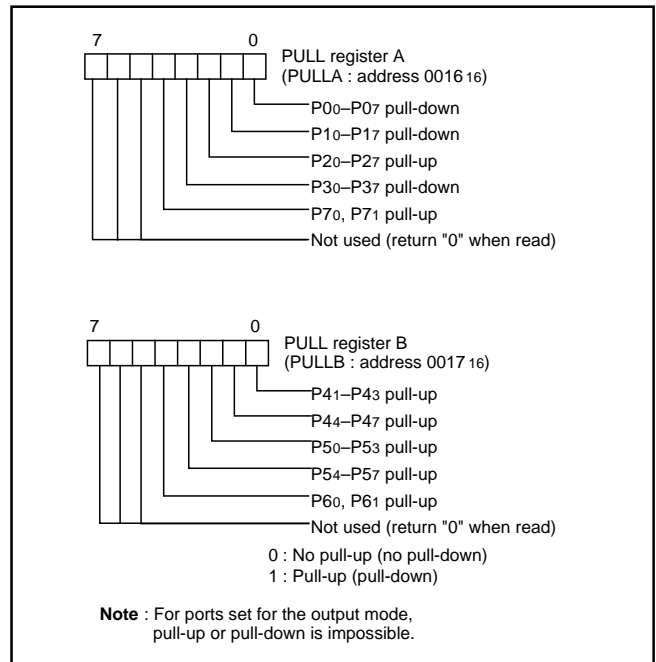 7 0
PULL register A
(PULLA : address 0016 16)
P00–P07 pull-down
P10–P17 pull-down
P20–P27 pull-up
P30–P37 pull-down
P70, P71 pull-up
Not used (return "0" when read)
7 0
PULL register B
(PULLB : address 0017 16)
P41–P43 pull-up
P44–P47 pull-up
P50–P53 pull-up
P54–P57 pull-up
P60, P61 pull-up
Not used (return "0" when read)
0 : No pull-up (no pull-down)
1 : Pull-up (pull-down)
Note : For ports set for the output mode,
pull-up or pull-down is impossible.